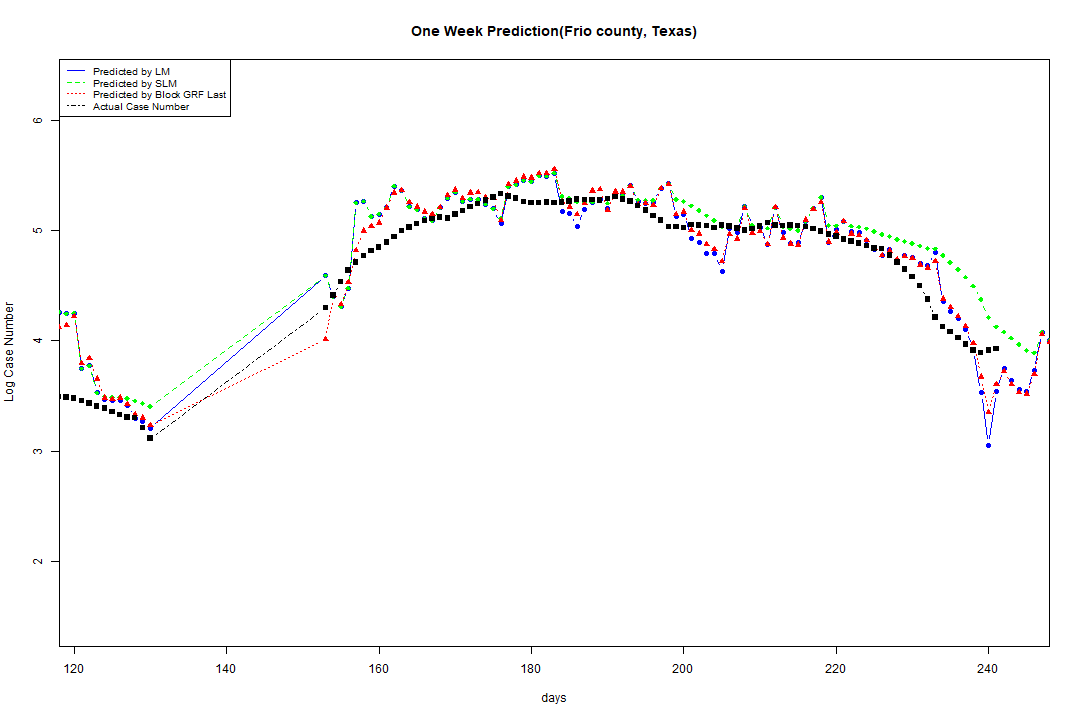 One Week Prediction(Frio county, Texas)
Predicted by LM
Predicted by SLM
Predicted by Block GRF Last
Actual Case Number
6
5
4
3
2
Log Case Number
120 140 160 180 200 220 240
days